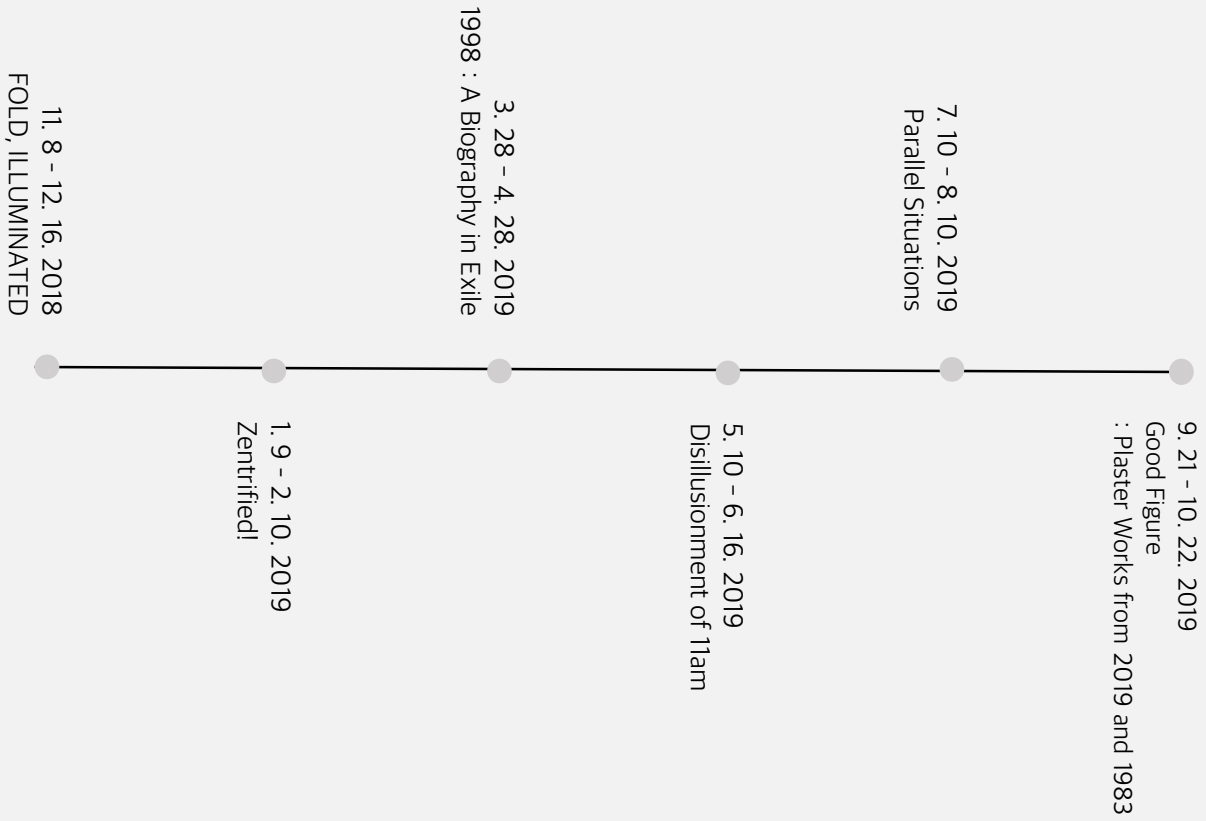 11. 8 - 12. 16. 2018
FOLD, ILLUMINATED
1. 9 - 2. 10. 2019
Zentrified!
3. 28 - 4. 28. 2019
1998 : A Biography in Exile
5. 10 - 6. 16. 2019
Disillusionment of 11am
7. 10 - 8. 10. 2019
Parallel Situations
9. 21 - 10. 22. 2019
Good Figure
: Plaster Works from 2019 and 1983